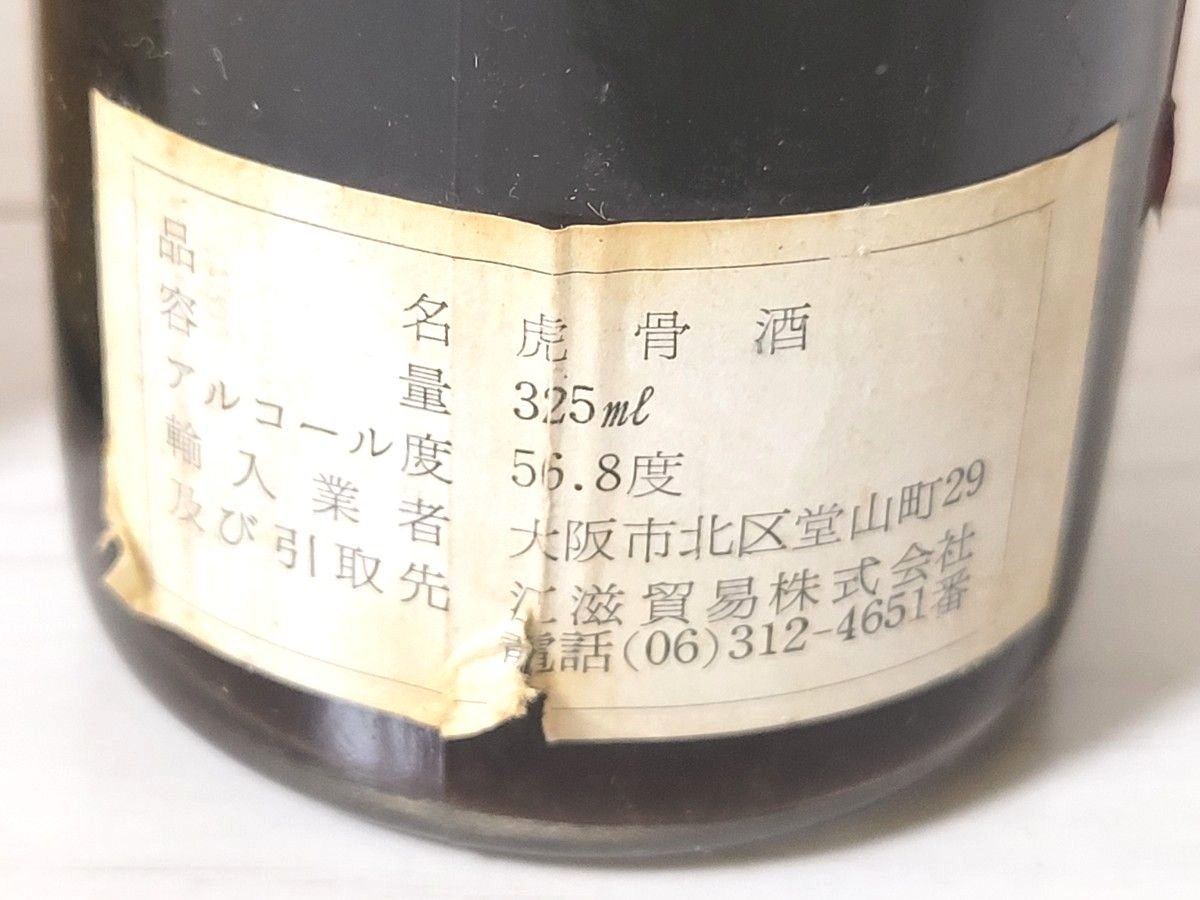 品名 虎骨酒
容量 325ml
アルコール度 56.8度
輸入業者 大阪市北区堂山町29
及び引取先 江滋貿易株式会社
電話(06)312-4651番